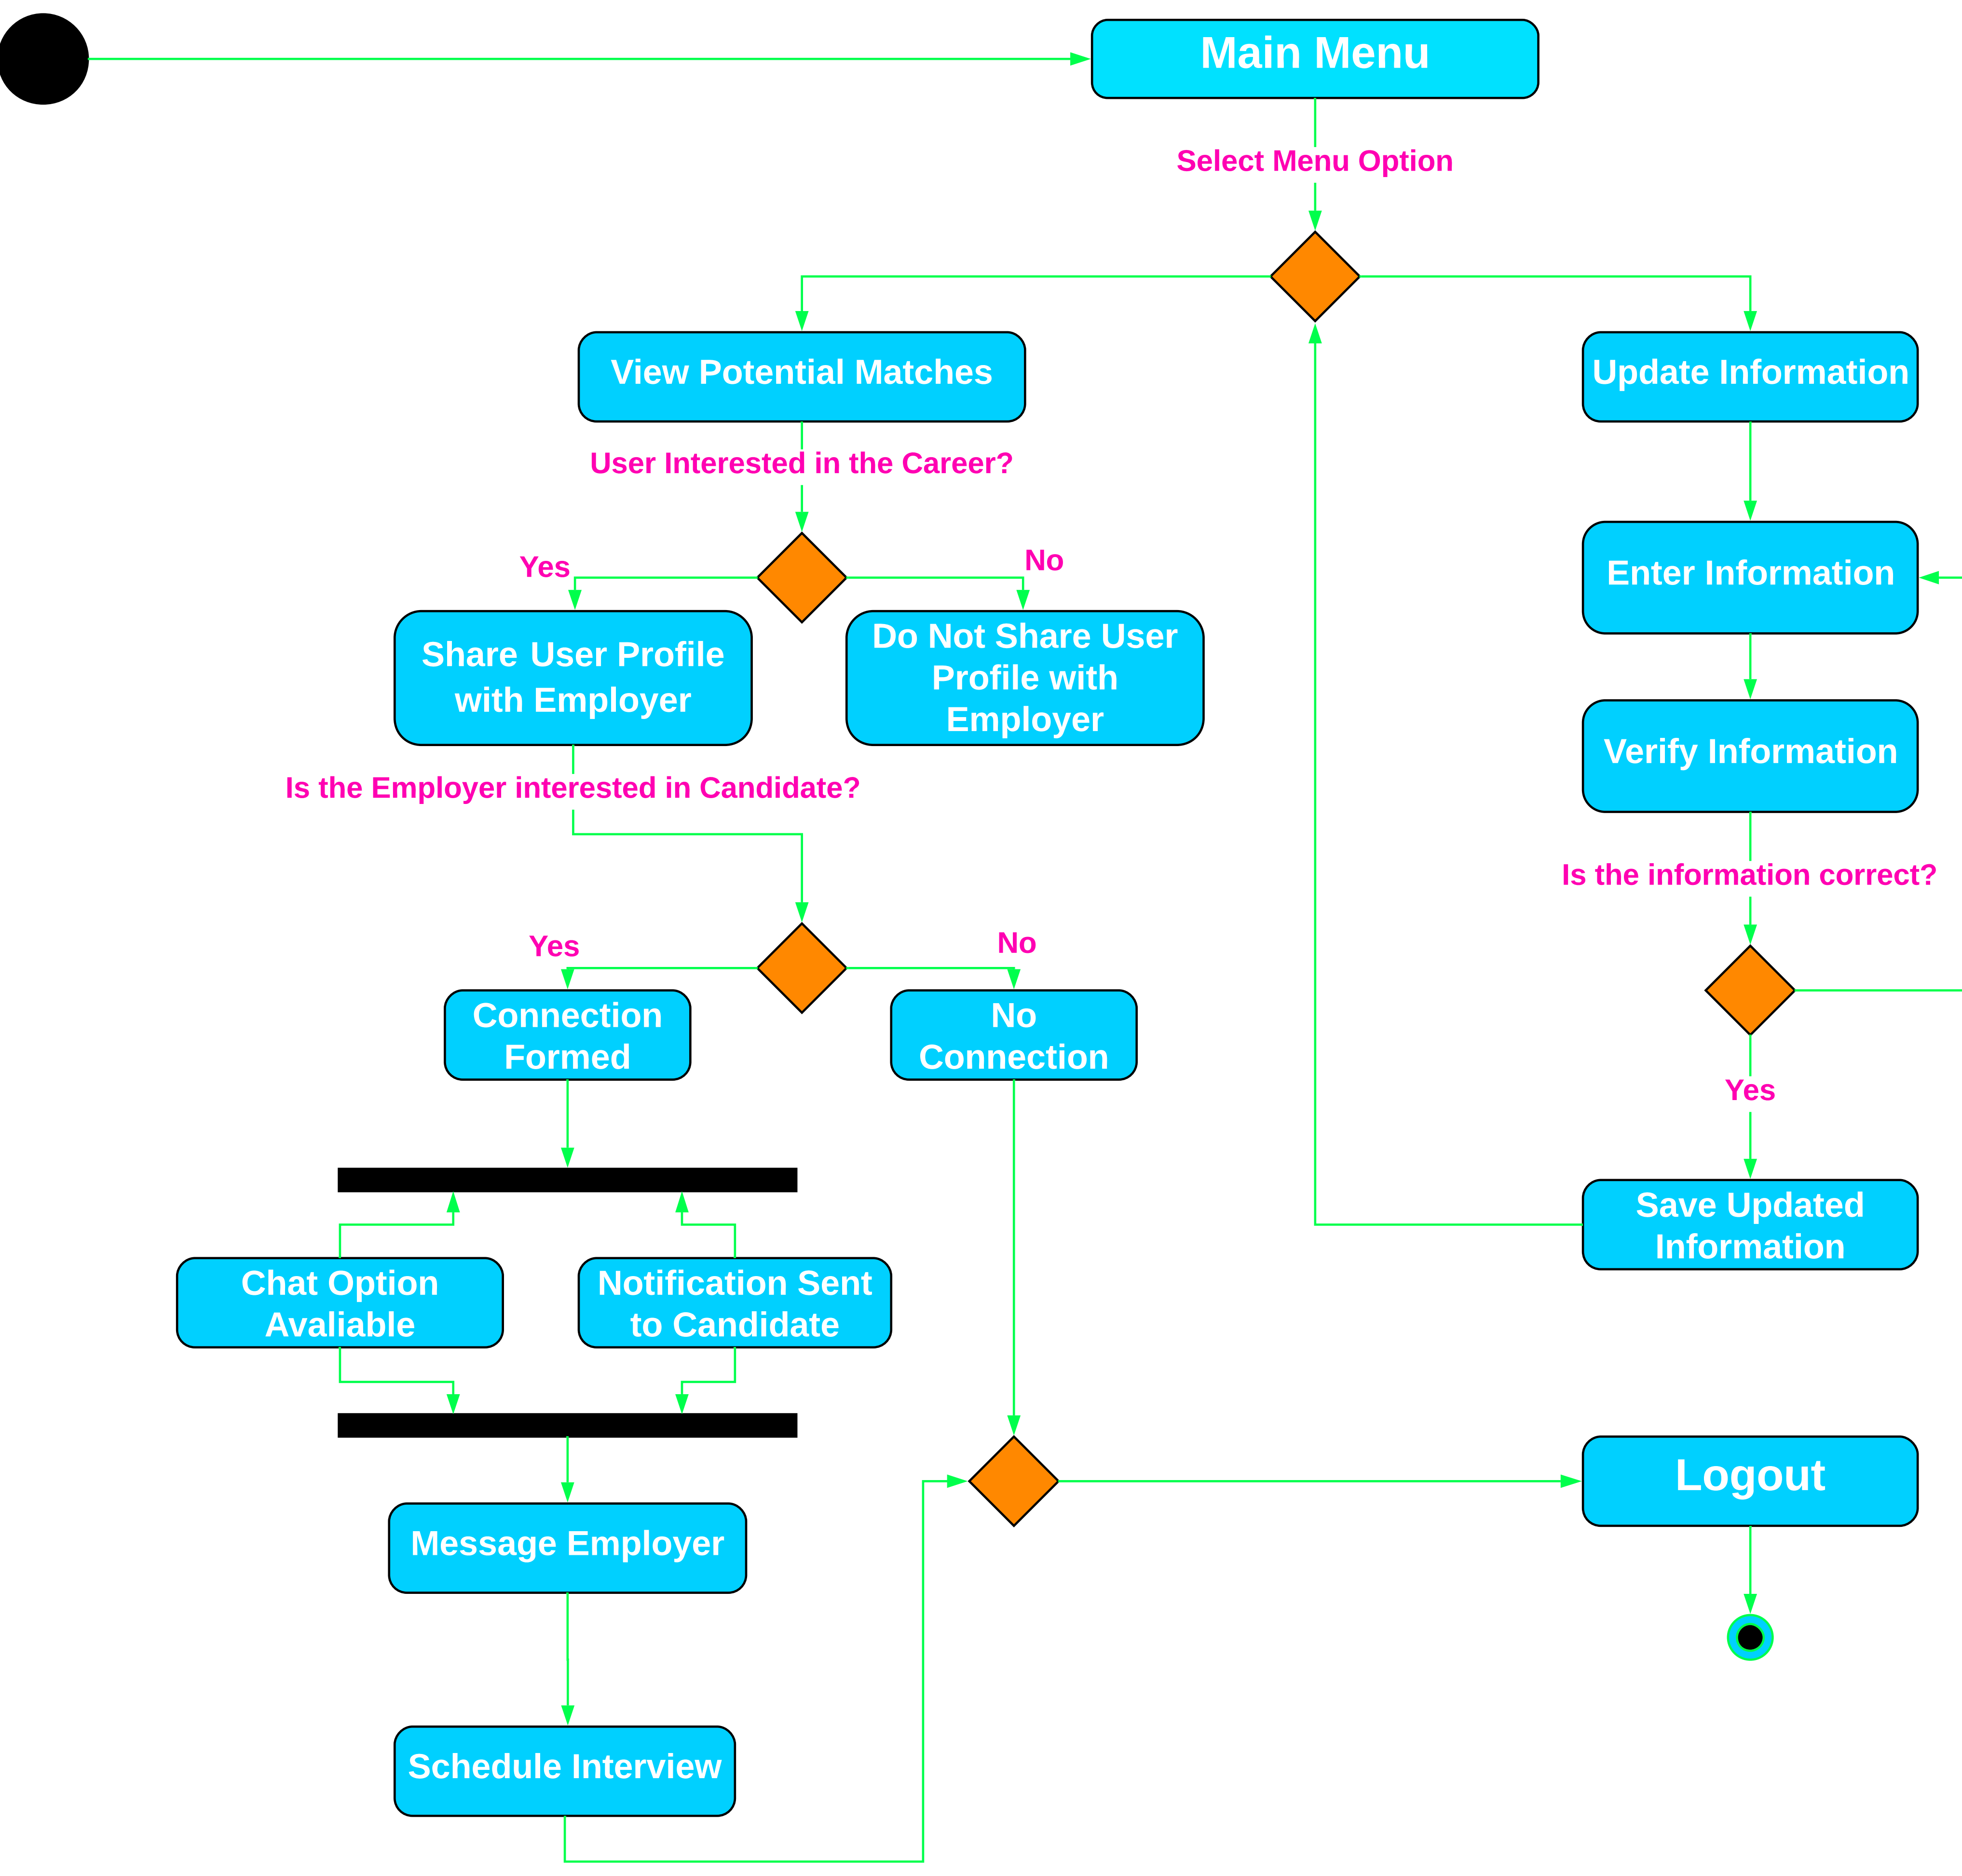 Main Menu
Select Menu Option
View Potential Matches
Update Information
User Interested in the Career?
Yes
No
Enter Information
Share User Profile
with Employer
Do Not Share User
Profile with
Employer
Verify Information
Is the Employer interested in Candidate?
Is the information correct?
Yes
No
Connection
Formed
No
Connection
Yes
Save Updated
Information
Chat Option
Avaliable
Notification Sent
to Candidate
Logout
Message Employer
Schedule Interview